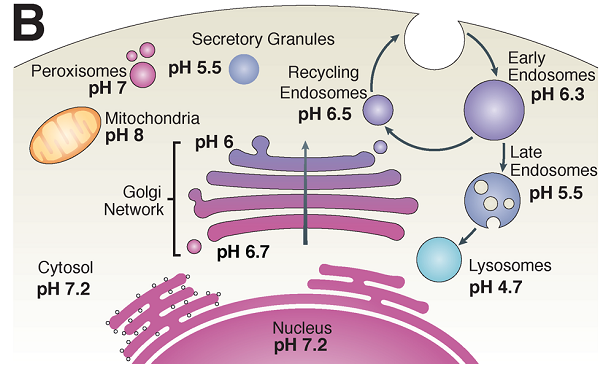 B
Secretory Granules
pH 5.5
Peroxisomes
pH 7
Mitochondria
pH 8
Recycling
Endosomes
pH 6.5
Early
Endosomes
pH 6.3
Late
Endosomes
pH 5.5
Lysosomes
pH 4.7
pH 6
Golgi
Network
pH 6.7
Cytosol
pH 7.2
Nucleus
pH 7.2